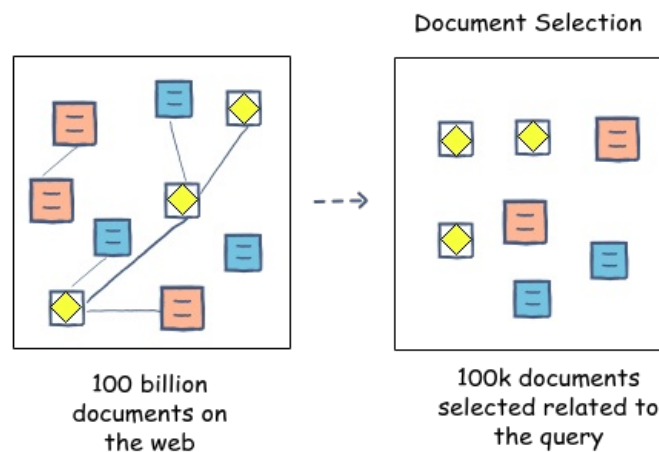 Document Selection
100 billion
documents on
the web
100k documents
selected related to
the query